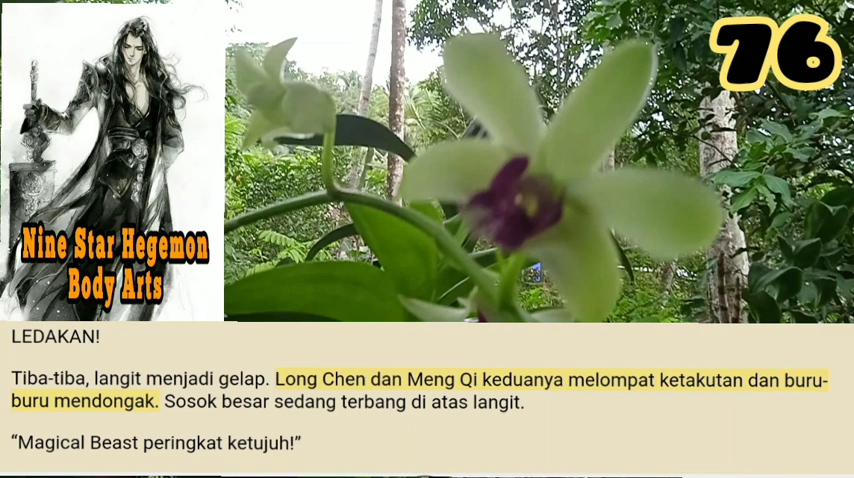 76
Nine Star Hegemon
Body Arts
LEDAKAN!
Tiba-tiba, langit menjadi gelap. Long Chen dan Meng Qi keduanya melompat ketakutan dan buru-
buru mendongak. Sosok besar sedang terbang di atas langit.
“Magical Beast peringkat ketujuh!”